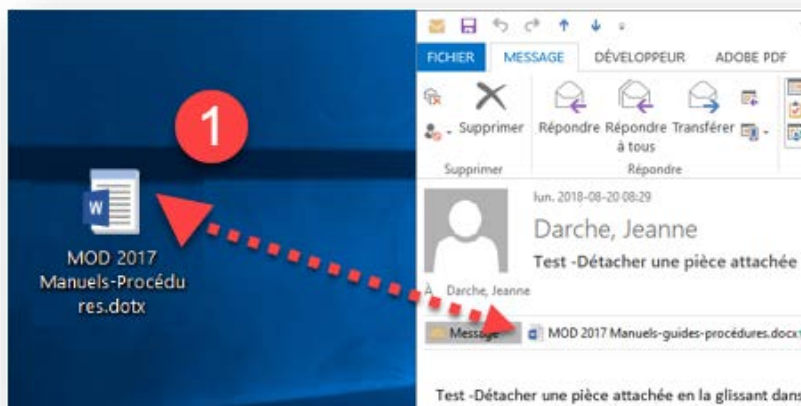 FICHIER MESSAGE DÉVELOPPEUR ADOBE PDF
Supprimer Répondre Répondre Transférer
à tous
Supprimer Répondre
1
lun. 2018-08-20 08:29
Darche, Jeanne
Test -Détacher une pièce attachée
À Darche, Jeanne
Message MOD 2017 Manuels-guides-procédures.docx
Test -Détacher une pièce attachée en la glissant dans
W
MOD 2017
Manuels-Procédu
res.dotx